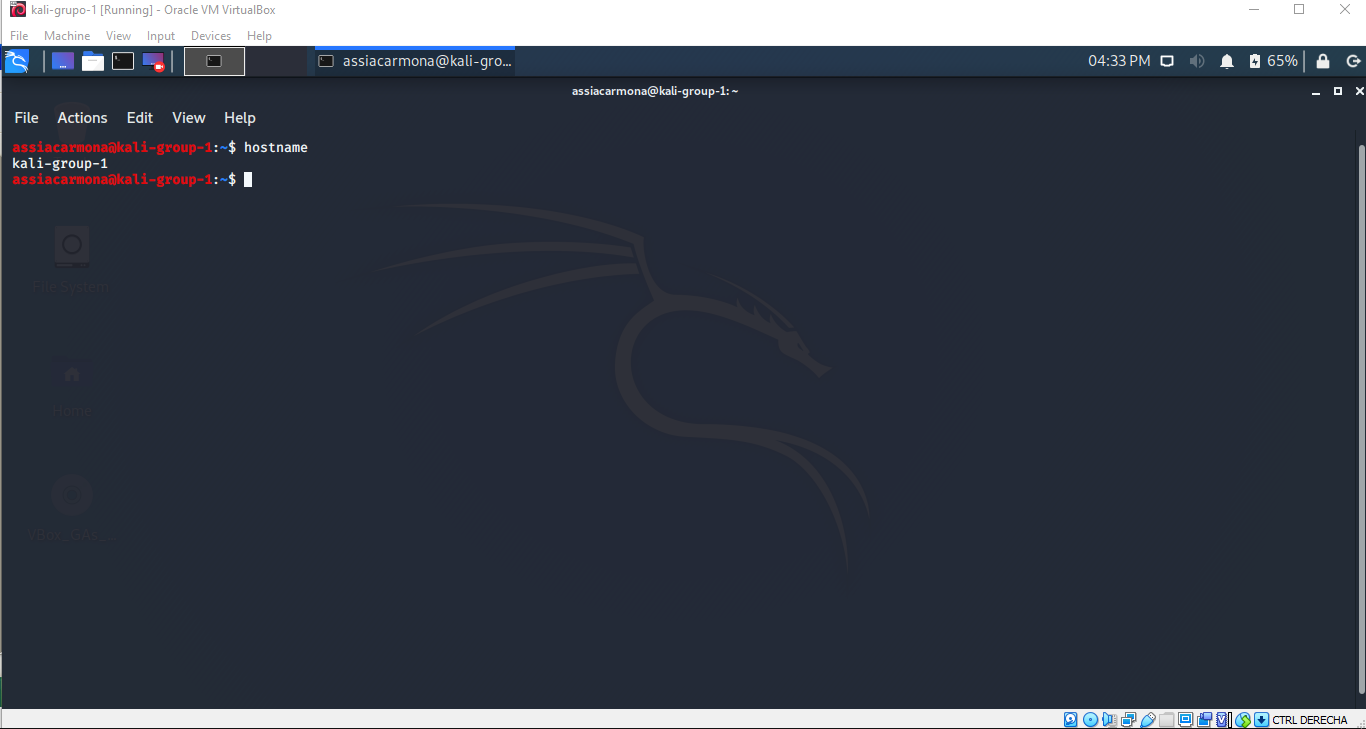 kali-grupo-1 [Running] - Oracle VM VirtualBox
File Machine View Input Devices Help
assiacarmona@kali-gro... 04:33 PM 65%
assiacarmona@kali-group-1: ~
File Actions Edit View Help
assiacarmona@kali-group-1:~$ hostname
kali-group-1
assiacarmona@kali-group-1:~$
File System
Home
VBox_GAs_...
CTRL DERECHA